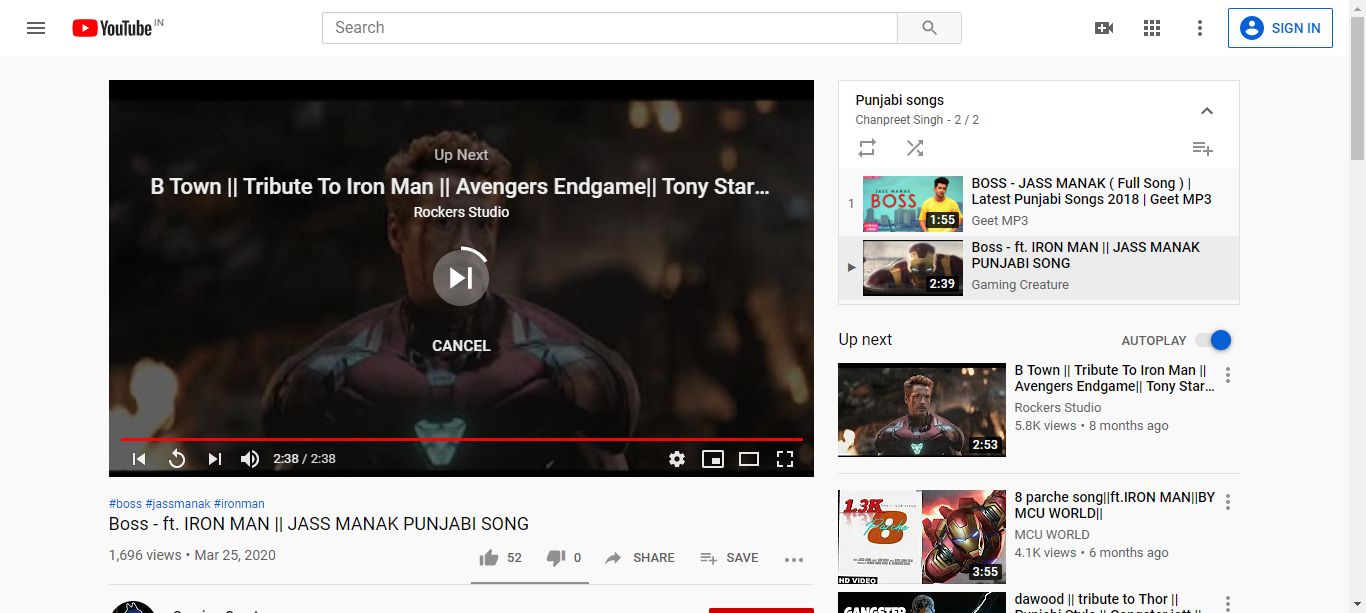 YouTube IN
Search
SIGN IN
Up Next
B Town || Tribute To Iron Man || Avengers Endgame|| Tony Star...
Rockers Studio
CANCEL
2:38 / 2:38
#boss #jassmanak #ironman
Boss - ft. IRON MAN || JASS MANAK PUNJABI SONG
1,696 views • Mar 25, 2020
52
0
SHARE
SAVE
Punjabi songs
Chanpreet Singh - 2 / 2
1
JASS MANAK
BOSS
1:55
BOSS - JASS MANAK ( Full Song ) |
Latest Punjabi Songs 2018 | Geet MP3
Geet MP3
2:39
Boss - ft. IRON MAN || JASS MANAK
PUNJABI SONG
Gaming Creature
Up next
AUTOPLAY
2:53
B Town || Tribute To Iron Man ||
Avengers Endgame|| Tony Star...
Rockers Studio
5.8K views • 8 months ago
1.3K
8
Parche
HD VIDEO
3:55
8 parche song||ft.IRON MAN||BY
MCU WORLD||
MCU WORLD
4.1K views • 6 months ago
GANGSTER
dawood || tribute to Thor ||